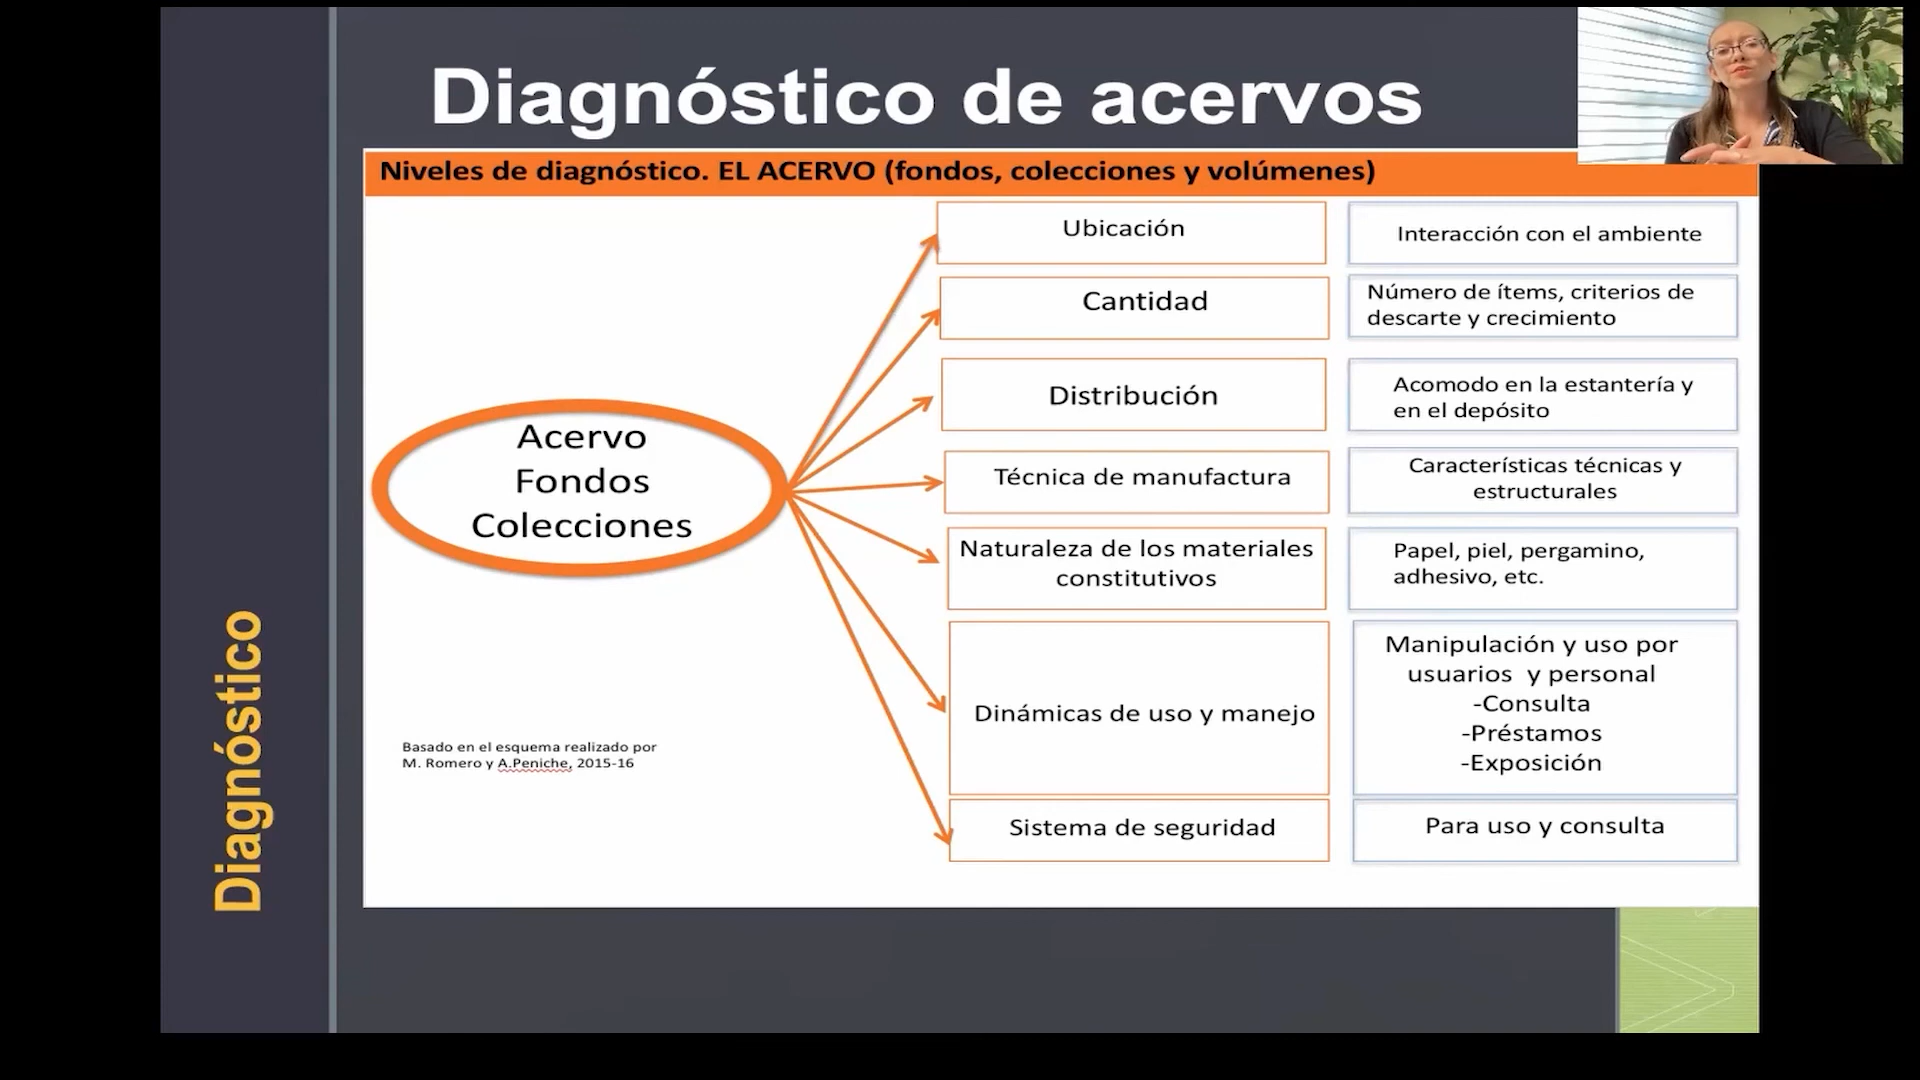 Diagnóstico de acervos
Niveles de diagnóstico. EL ACERVO (fondos, colecciones y volúmenes)
Acervo
Fondos
Colecciones
Ubicación
Interacción con el ambiente
Cantidad
Número de ítems, criterios de
descarte y crecimiento
Distribución
Acomodo en la estantería y
en el depósito
Técnica de manufactura
Características técnicas y
estructurales
Naturaleza de los materiales
constitutivos
Papel, piel, pergamino,
adhesivo, etc.
Dinámicas de uso y manejo
Manipulación y uso por
usuarios y personal
-Consulta
-Préstamos
-Exposición
Sistema de seguridad
Para uso y consulta
Basado en el esquema realizado por
M. Romero y A.Peniche, 2015-16
Diagnóstico